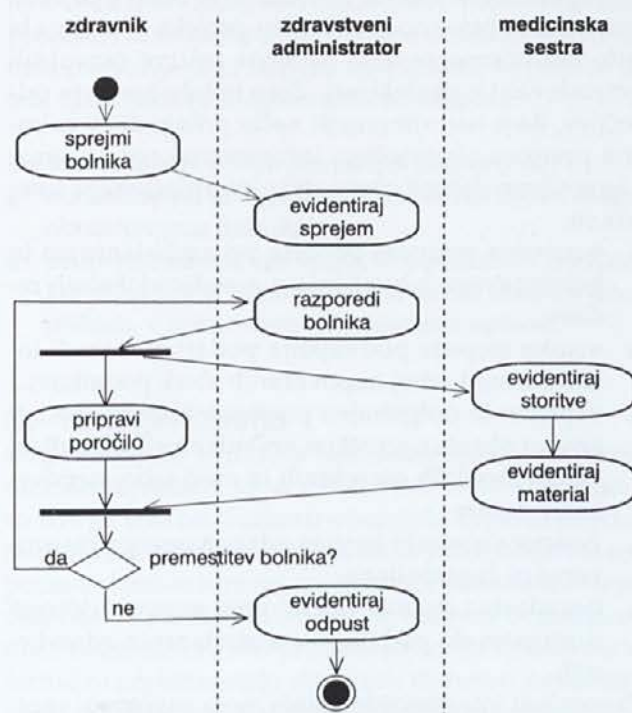 zdravnik
zdravstveni
administrator
medicinska
sestra
sprejmi
bolnika
evidentiraj
sprejem
razporedi
bolnika
evidentiraj
storitve
pripravi
poročilo
evidentiraj
material
da
premestitev bolnika?
ne
evidentiraj
odpust